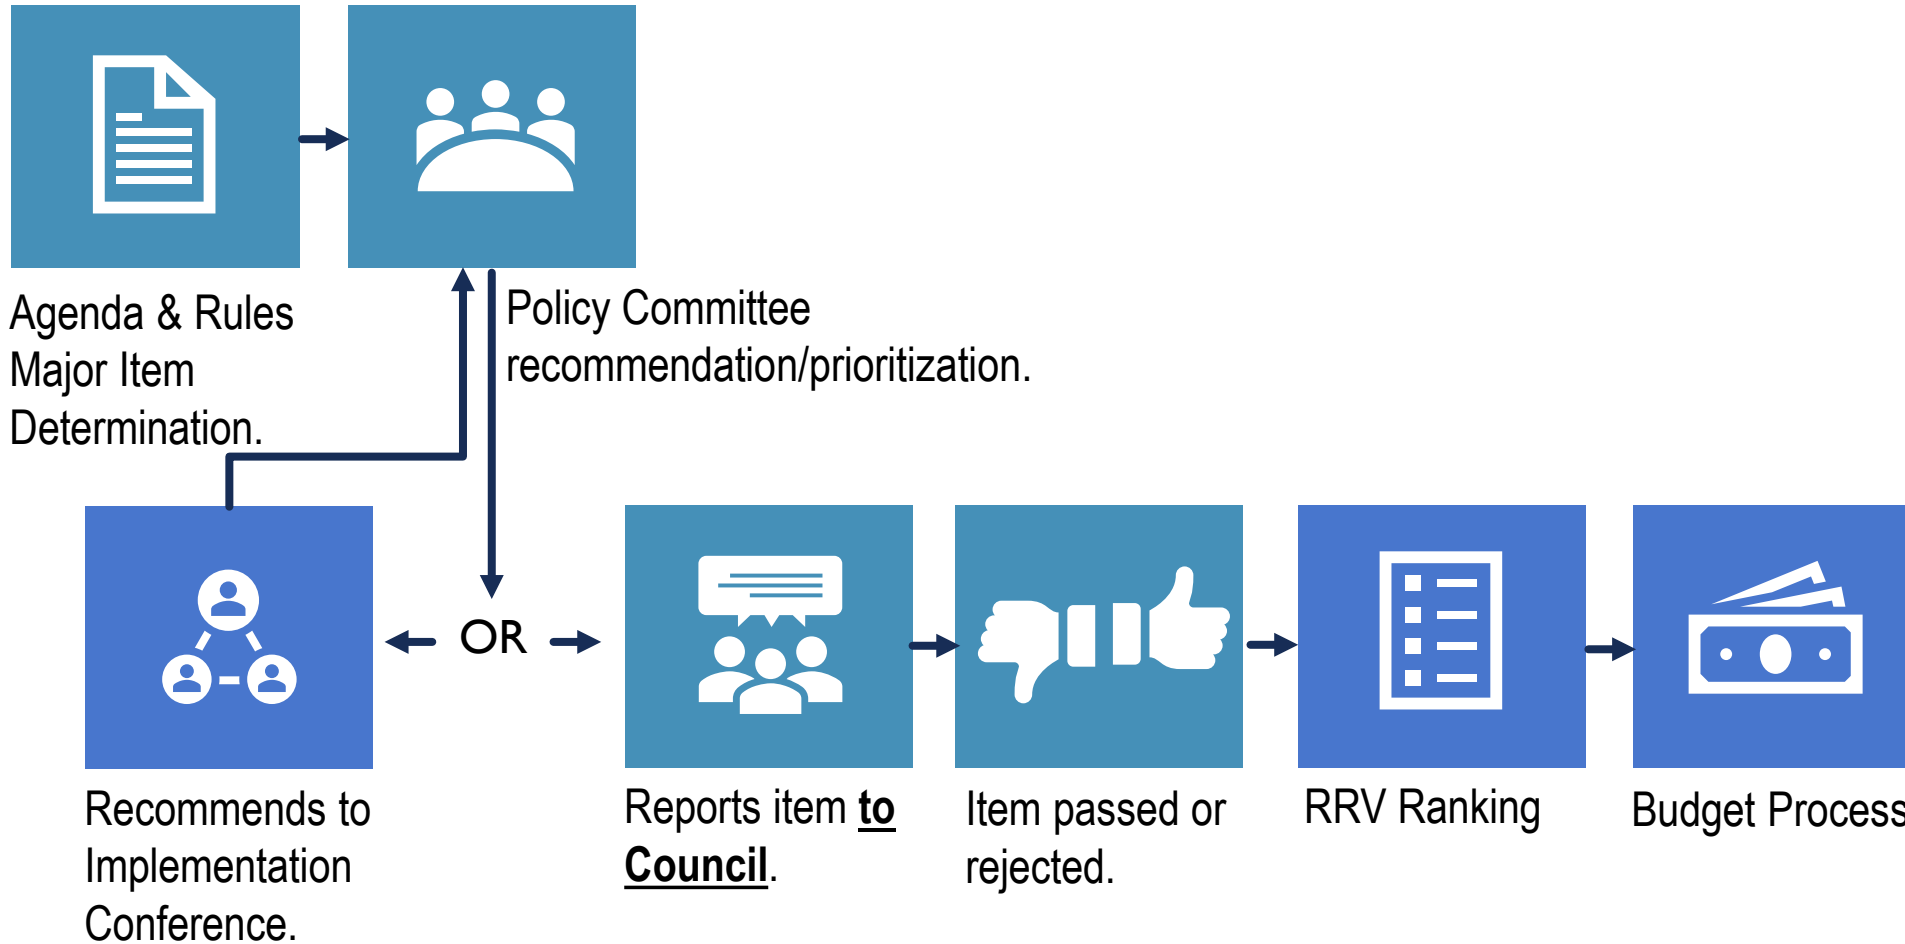 Agenda & Rules
Major Item
Determination.
Policy Committee
recommendation/prioritization.
OR
Recommends to
Implementation
Conference.
Reports item to
Council.
Item passed or
rejected.
RRV Ranking
Budget Process